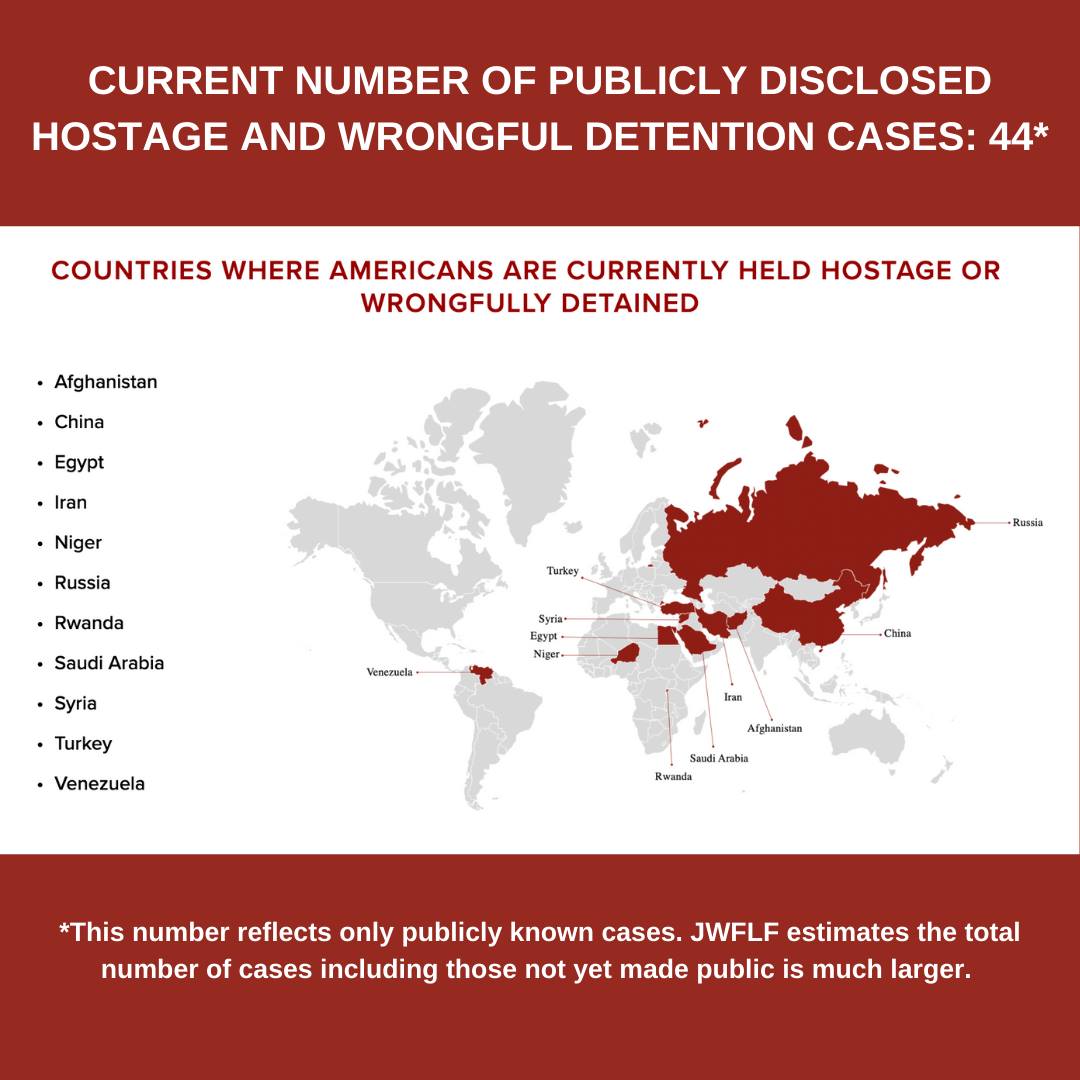 CURRENT NUMBER OF PUBLICLY DISCLOSED
HOSTAGE AND WRONGFUL DETENTION CASES: 44*
COUNTRIES WHERE AMERICANS ARE CURRENTLY HELD HOSTAGE OR
WRONGFULLY DETAINED
• Afghanistan
• China
• Egypt
• Iran
• Niger
• Russia
• Rwanda
• Saudi Arabia
• Syria
• Turkey
• Venezuela
Russia
Turkey
Syria
Egypt
China
Niger
Venezuela
Iran
Afghanistan
Saudi Arabia
Rwanda
*This number reflects only publicly known cases. JWFLF estimates the total
number of cases including those not yet made public is much larger.